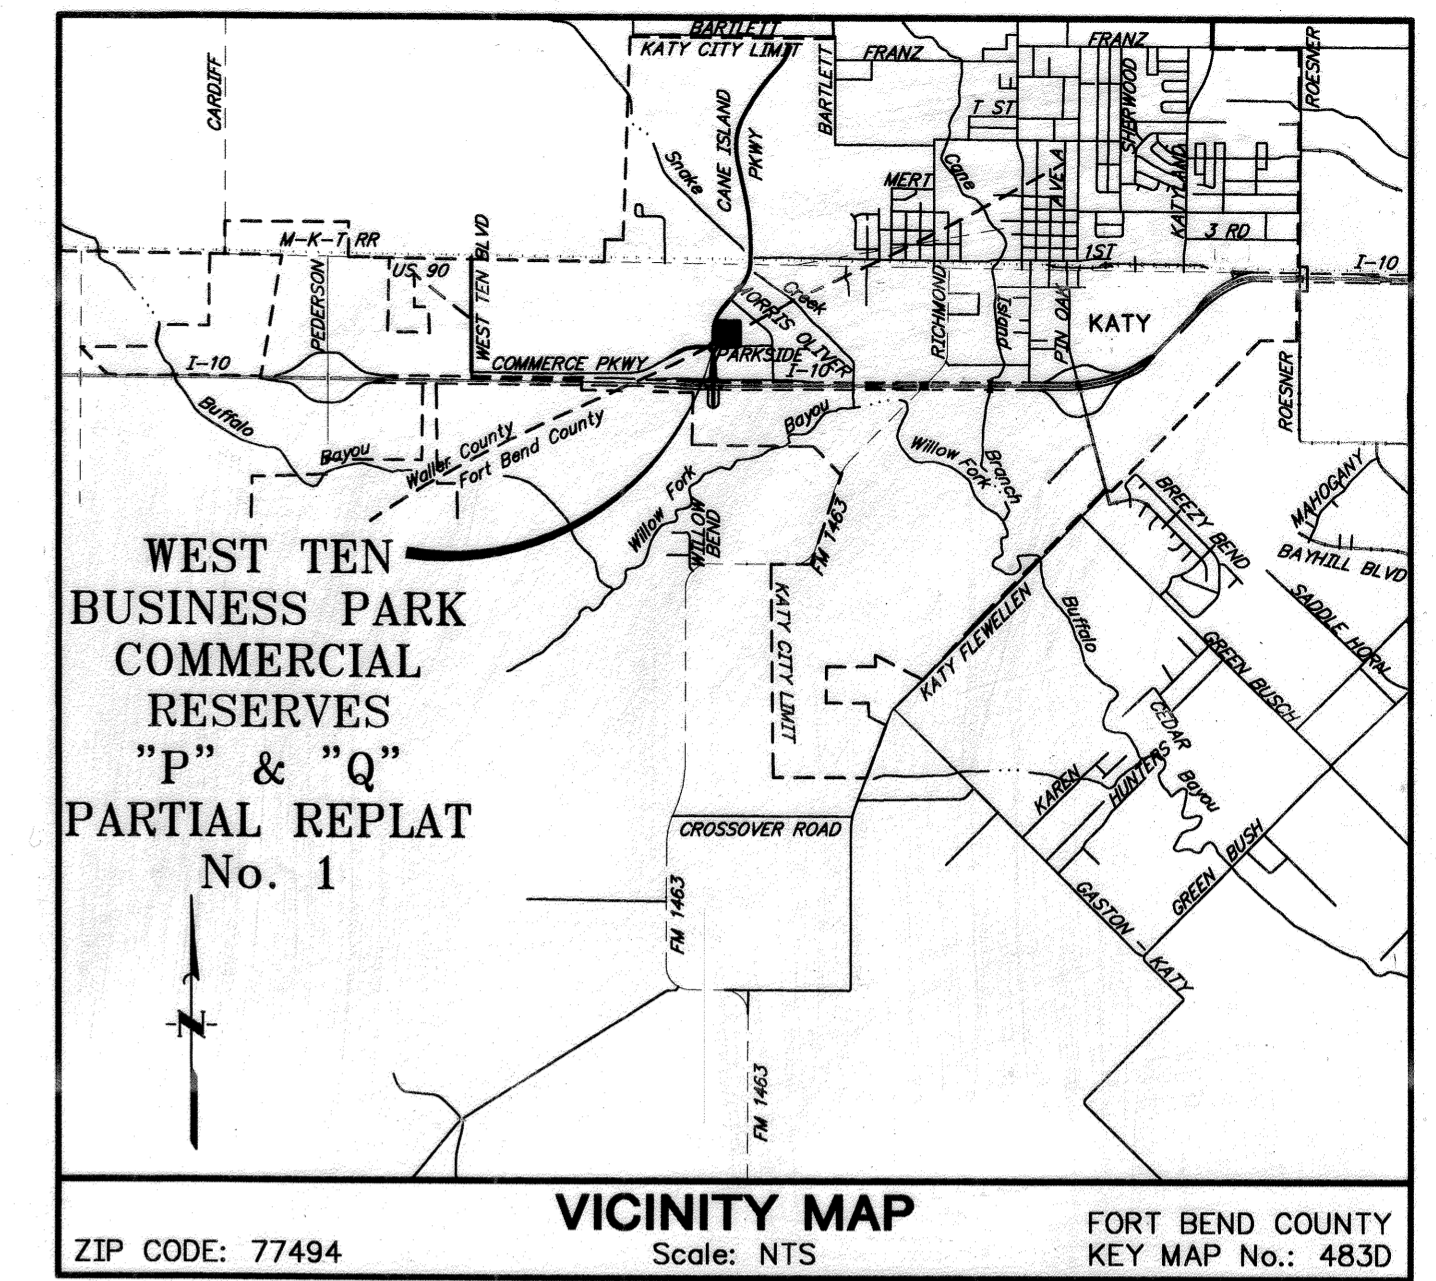 BARTLETT
KATY CITY LIMIT
FRANZ
FRANZ
ROESNER
CARDIFF
BARTLETT
CANE ISLAND
PKWY
T ST
SHERWOOD
Snake
MERT
Cane
AVE A
KATYLAND
3 RD
1ST
M-K-T RR
US 90
WEST TEN BLVD
PEDERSON
Creek
RICHMOND
Island
PIN OAK
KATY
I-10
MORRIS OLIVER
PARKSIDE
COMMERCE PKWY
I-10
I-10
ROESNER
Buffalo
Bayou
Waller County
Fort Bend County
Bayou
Willow Fork
Branch
Willow Fork
WILLOW
BEND
FM 1463
BREEZY BEND
MAHOGANY
BAYHILL BLVD
SADDLE HORN
WEST TEN
BUSINESS PARK
COMMERCIAL
RESERVES
"P" & "Q"
PARTIAL REPLAT
No. 1
KATY CITY LIMIT
KATY FLEWELLEN
Buffalo
GREEN BUSCH
CEDAR
HUNTERS
KAREN
Bayou
CROSSOVER ROAD
GREEN BUSH
GASTON - KATY
FM 1463
N
FM 1463
VICINITY MAP
Scale: NTS
ZIP CODE: 77494
FORT BEND COUNTY
KEY MAP No.: 483D